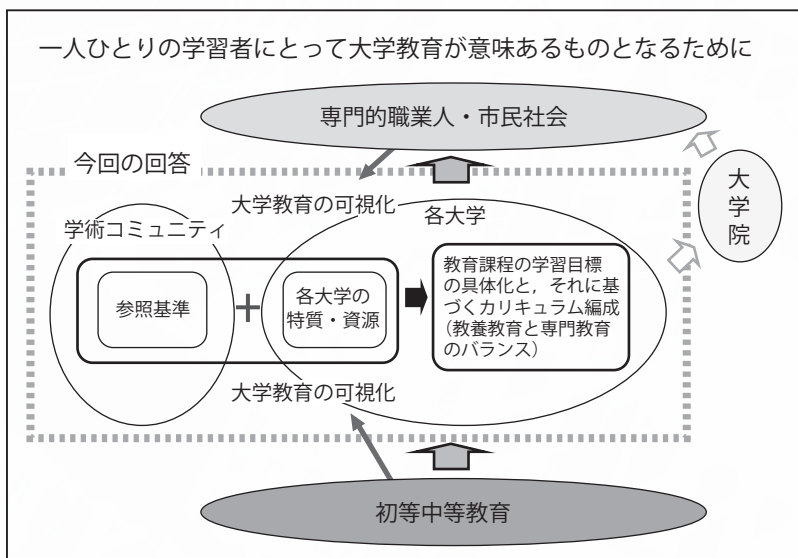 一人ひとりの学習者にとって大学教育が意味あるものとなるために
専門的職業人・市民社会
今回の回答
大学院
大学教育の可視化
各大学
学術コミュニティ
参照基準
+
各大学の
特質・資源
教育課程の学習目標
の具体化と，それに基
づくカリキュラム編成
(教養教育と専門教育
のバランス)
大学教育の可視化
初等中等教育